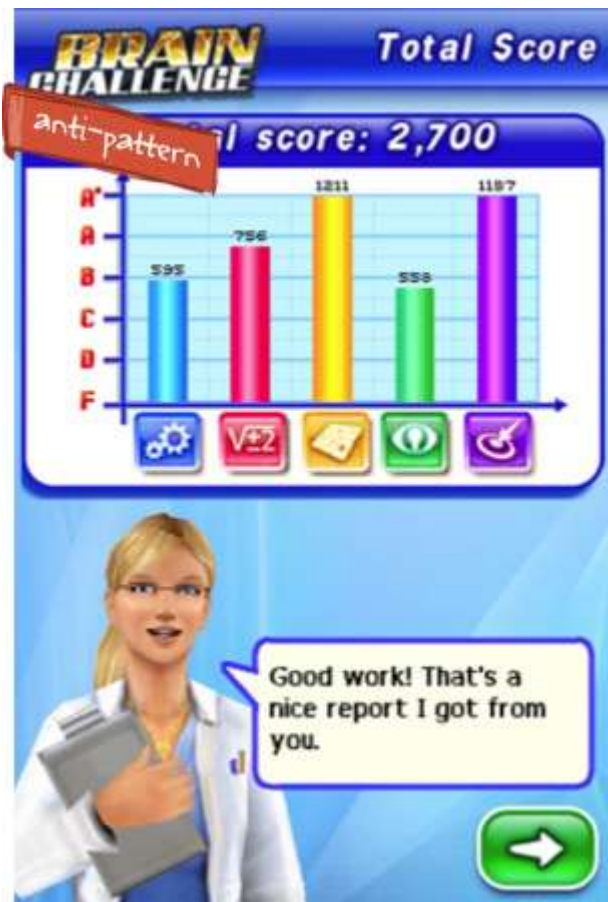 BRAIN
CHALLENGE
Total Score
anti-pattern
l score: 2,700
A+
A
B
C
D
F
595
756
1211
558
1187
V±2
Good work! That's a
nice report I got from
you.